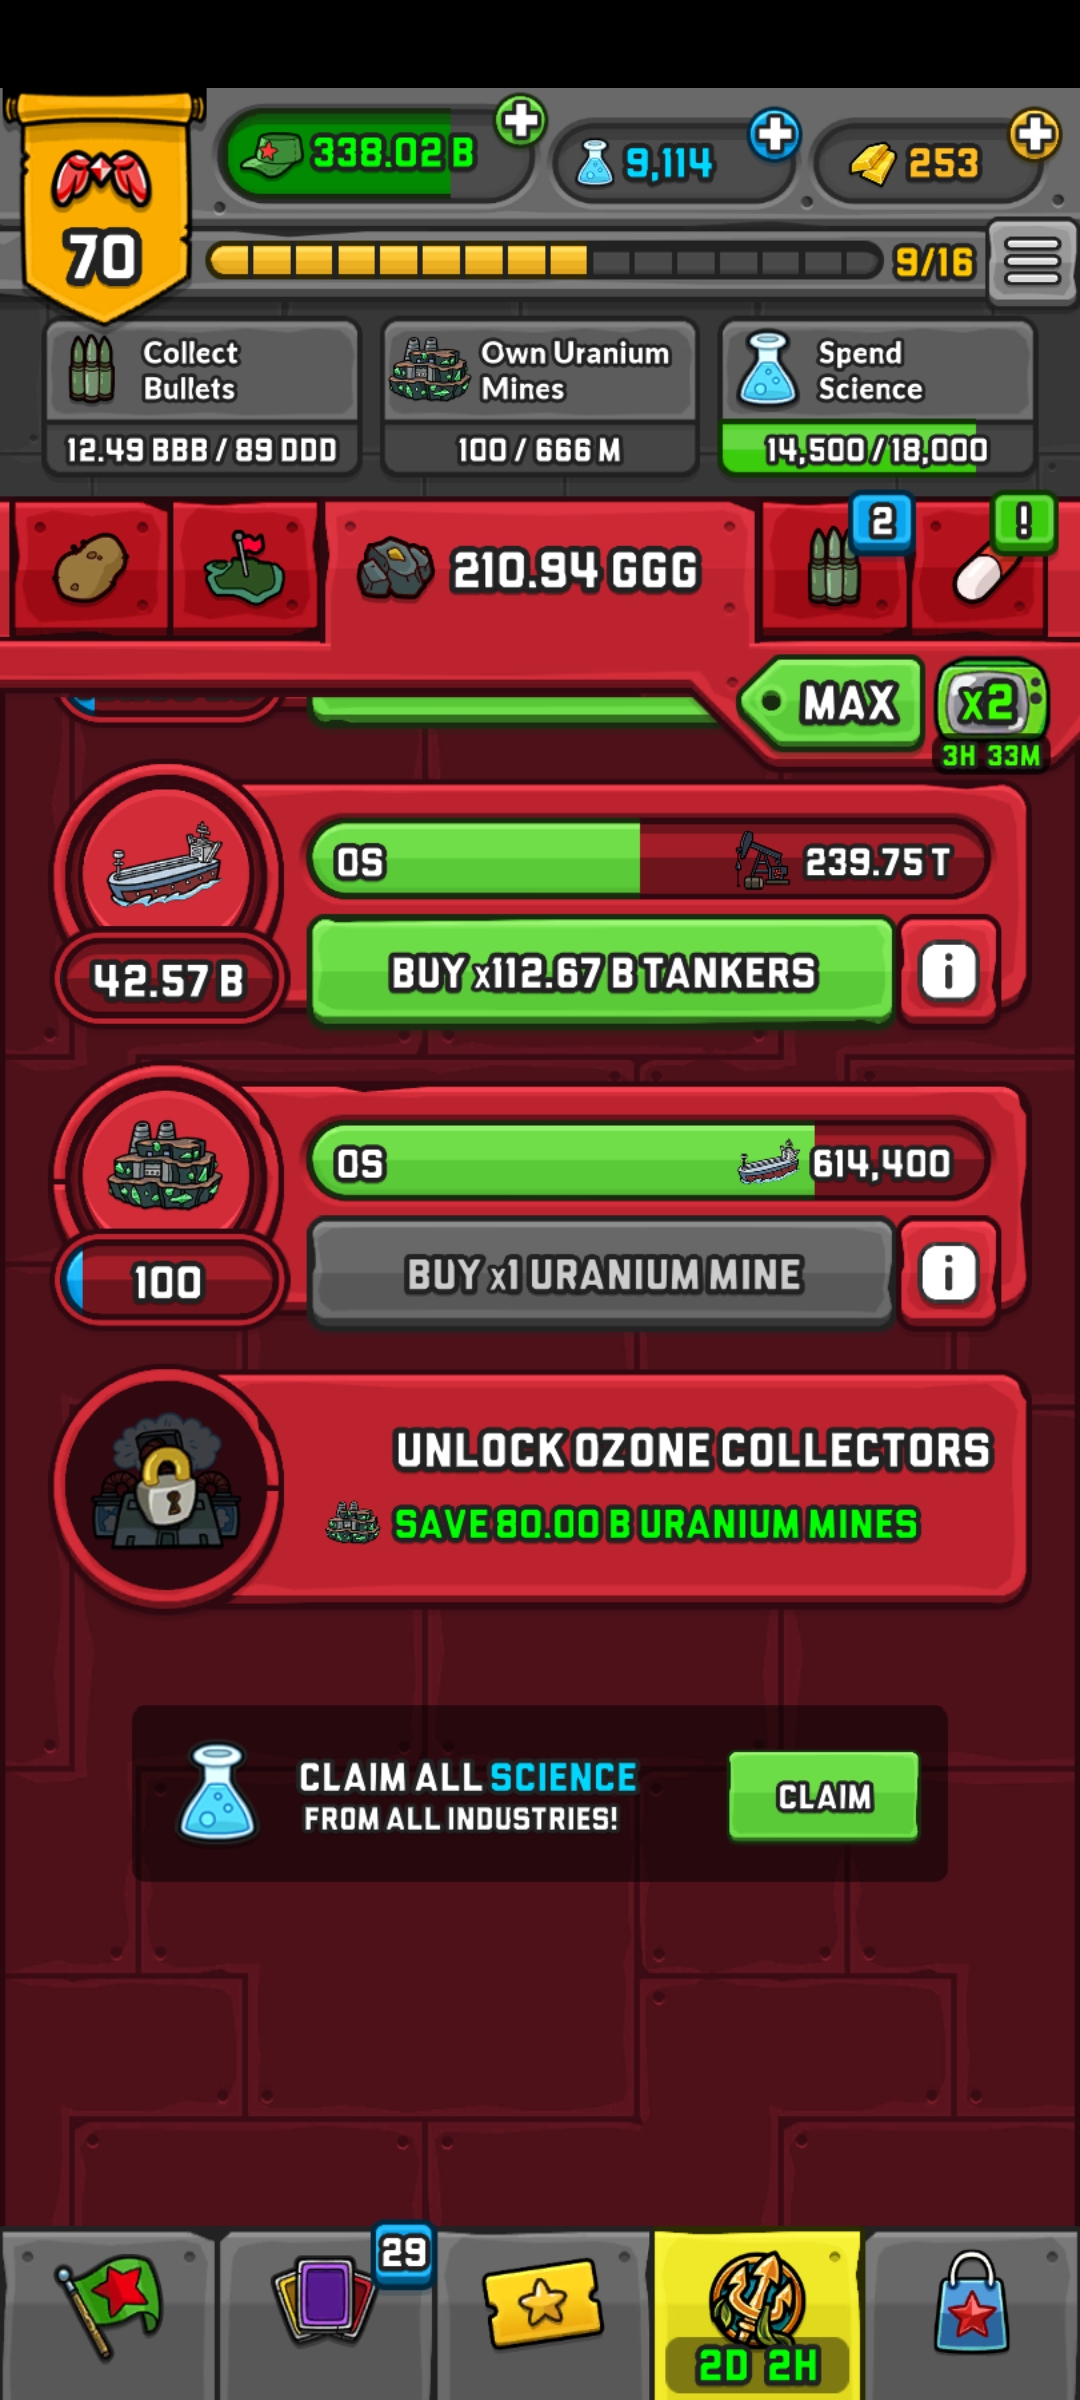 338.02 B
9,114
253
70
9/16
Collect
Bullets
Own Uranium
Mines
Spend
Science
12.49 BBB / 89 DDD
100 / 666 M
14,500/18,000
210.94 GGG
2
!
MAX
x2
3H 33M
0S
239.75 T
42.57 B
BUY x112.67 B TANKERS
i
0S
614,400
100
BUY x1 URANIUM MINE
i
UNLOCK OZONE COLLECTORS
SAVE 80.00 B URANIUM MINES
CLAIM ALL SCIENCE
FROM ALL INDUSTRIES!
CLAIM
29
2D 2H